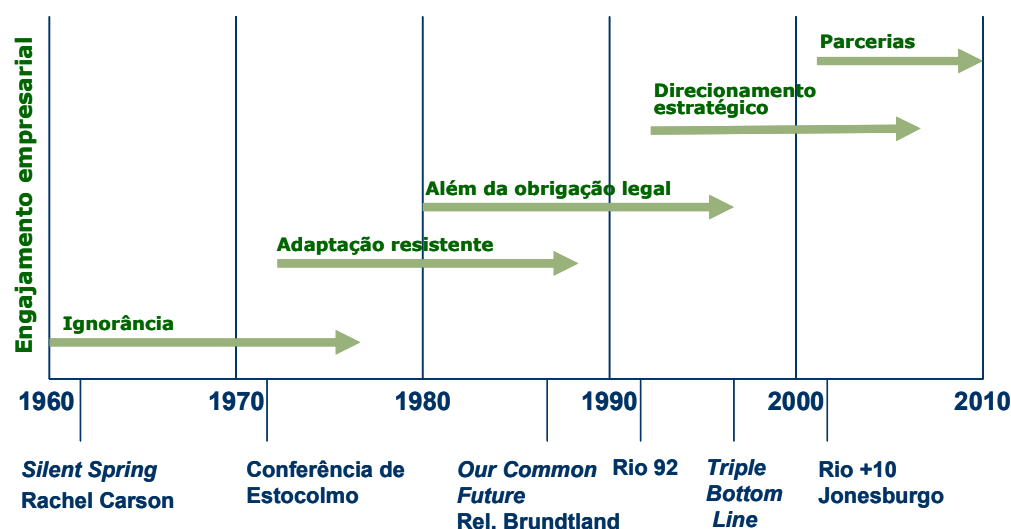 Engajamento empresarial
Parcerias
Direcionamento
estratégico
Além da obrigação legal
Adaptação resistente
Ignorância
1960
1970
1980
1990
2000
2010
Silent Spring
Rachel Carson
Conferência de
Estocolmo
Our Common
Future
Rel. Brundtland
Rio 92
Triple
Bottom
Line
Rio +10
Jonesburgo